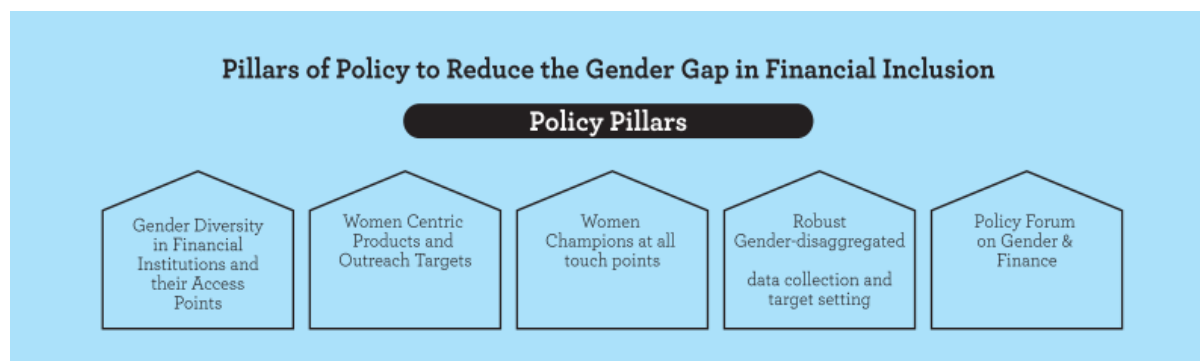 Pillars of Policy to Reduce the Gender Gap in Financial Inclusion
Policy Pillars
Gender Diversity
in Financial
Institutions and
their Access
Points
Women Centric
Products and
Outreach Targets
Women
Champions at all
touch points
Robust
Gender-disaggregated
data collection and
target setting
Policy Forum
on Gender &
Finance